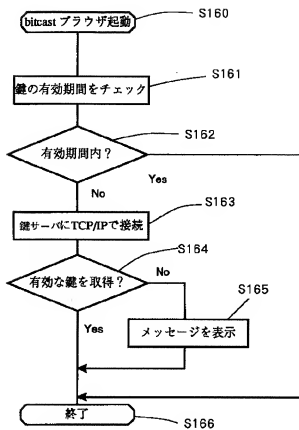 bitcast ブラウザ起動
S160
鍵の有効期間をチェック
S161
有効期間内?
S162
Yes
No
鍵サーバにTCP/IPで接続
S163
有効な鍵を取得?
S164
No
Yes
メッセージを表示
S165
終了
S166